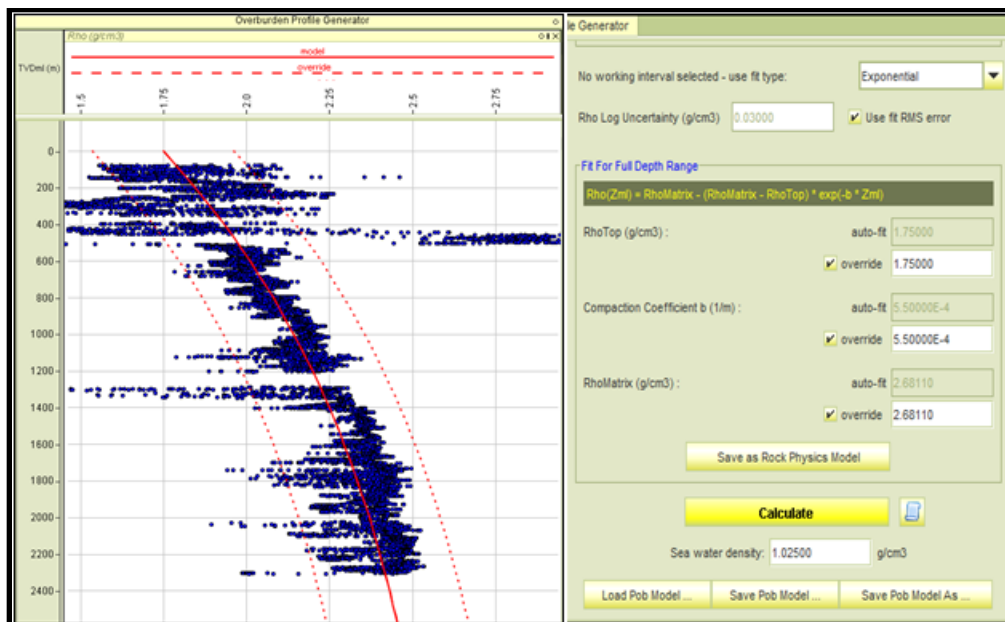 Overburden Profile Generator
Rho (g/cm3)
TVDml (m)
model
override
1.5
1.75
2.0
2.25
2.5
2.75
0
200
400
600
800
1000
1200
1400
1600
1800
2000
2200
2400
le Generator
No working interval selected - use fit type:
Exponential
Rho Log Uncertainty (g/cm3)
0.03000
Use fit RMS error
Fit For Full Depth Range
Rho(Zml) = RhoMatrix - (RhoMatrix - RhoTop) * exp(-b * Zml)
RhoTop (g/cm3) :
auto-fit
1.75000
override
1.75000
Compaction Coefficient b (1/m) :
auto-fit
5.50000E-4
override
5.50000E-4
RhoMatrix (g/cm3) :
auto-fit
2.68110
override
2.68110
Save as Rock Physics Model
Calculate
Sea water density:
1.02500
g/cm3
Load Pob Model ...
Save Pob Model ...
Save Pob Model As ...